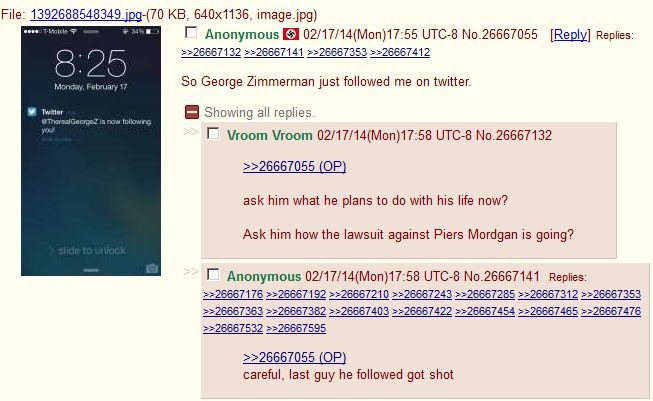 File: 1392688548349.jpg-(70 KB, 640x1136, image.jpg)
T-Mobile 34%
8:25
Monday, February 17
Twitter
@TherealGeorgeZ is now following
you!
slide to unlock
Anonymous 02/17/14(Mon)17:55 UTC-8 No.26667055 [Reply] Replies:
>>26667132 >>26667141 >>26667353 >>26667412
So George Zimmerman just followed me on twitter.
Showing all replies.
>> Vroom Vroom 02/17/14(Mon)17:58 UTC-8 No.26667132
>>26667055 (OP)
ask him what he plans to do with his life now?
Ask him how the lawsuit against Piers Mordgan is going?
>> Anonymous 02/17/14(Mon)17:58 UTC-8 No.26667141 Replies:
>>26667176 >>26667192 >>26667210 >>26667243 >>26667285 >>26667312 >>26667353
>>26667363 >>26667382 >>26667403 >>26667422 >>26667454 >>26667465 >>26667476
>>26667532 >>26667595
>>26667055 (OP)
careful, last guy he followed got shot